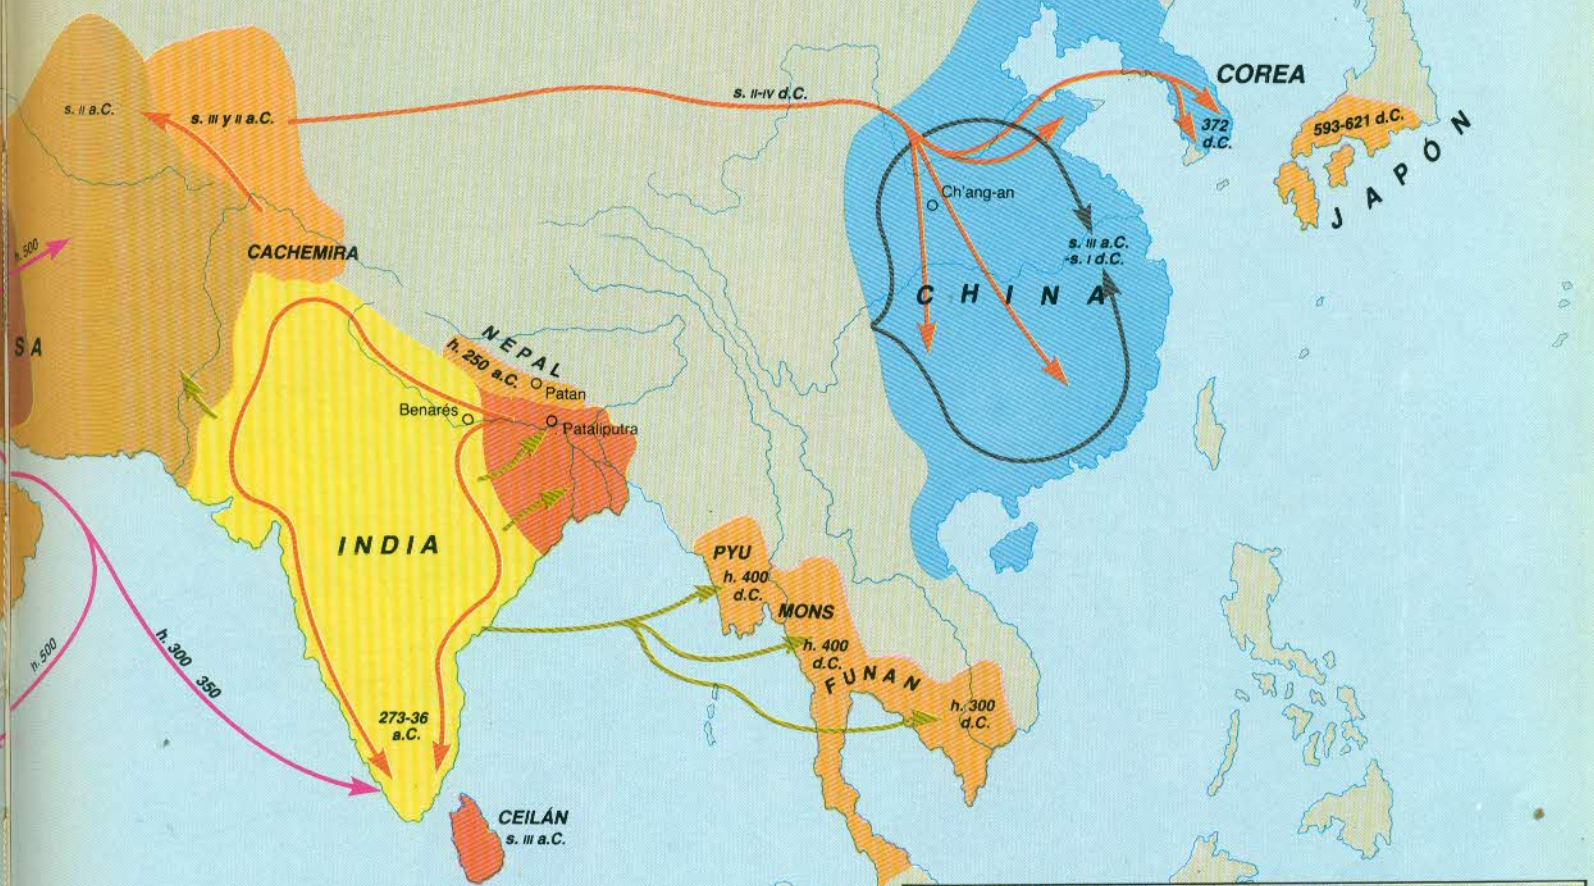 s. II a.C.
s. III y II a.C.
s. II-IV d.C.
COREA
372
d.C.
593-621 d.C.
JAPÓN
Ch'ang-an
s. III a.C.
-s. I d.C.
CHINA
CACHEMIRA
h. 500
SA
NEPAL
h. 250 a.C.
Patan
Benarés
Pataliputra
INDIA
PYU
h. 400
d.C.
MONS
h. 400
d.C.
FUNAN
h. 300
d.C.
h. 500
h. 300
350
273-36
a.C.
CEILÁN
s. III a.C.